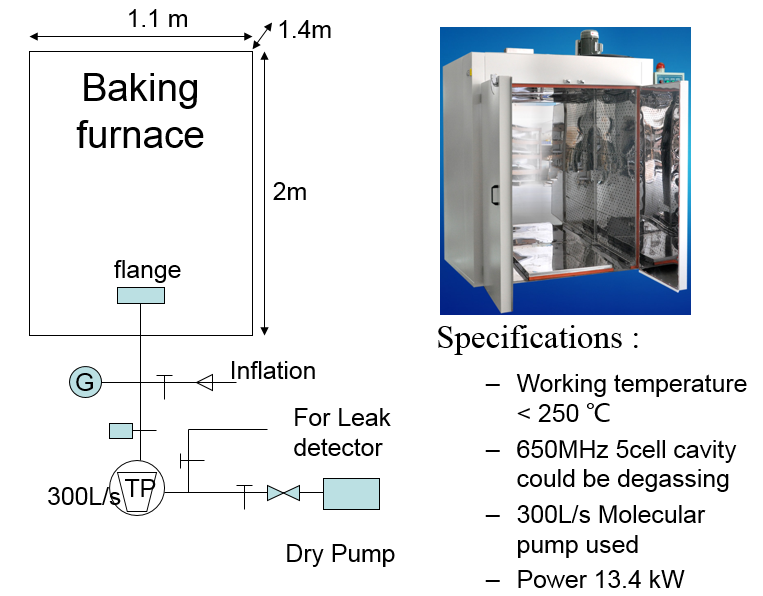 1.1 m
1.4m
Baking
furnace
2m
flange
G
Inflation
For Leak
detector
300L/s
TP
Dry Pump
Specifications :
– Working temperature
< 250 ℃
– 650MHz 5cell cavity
could be degassing
– 300L/s Molecular
pump used
– Power 13.4 kW